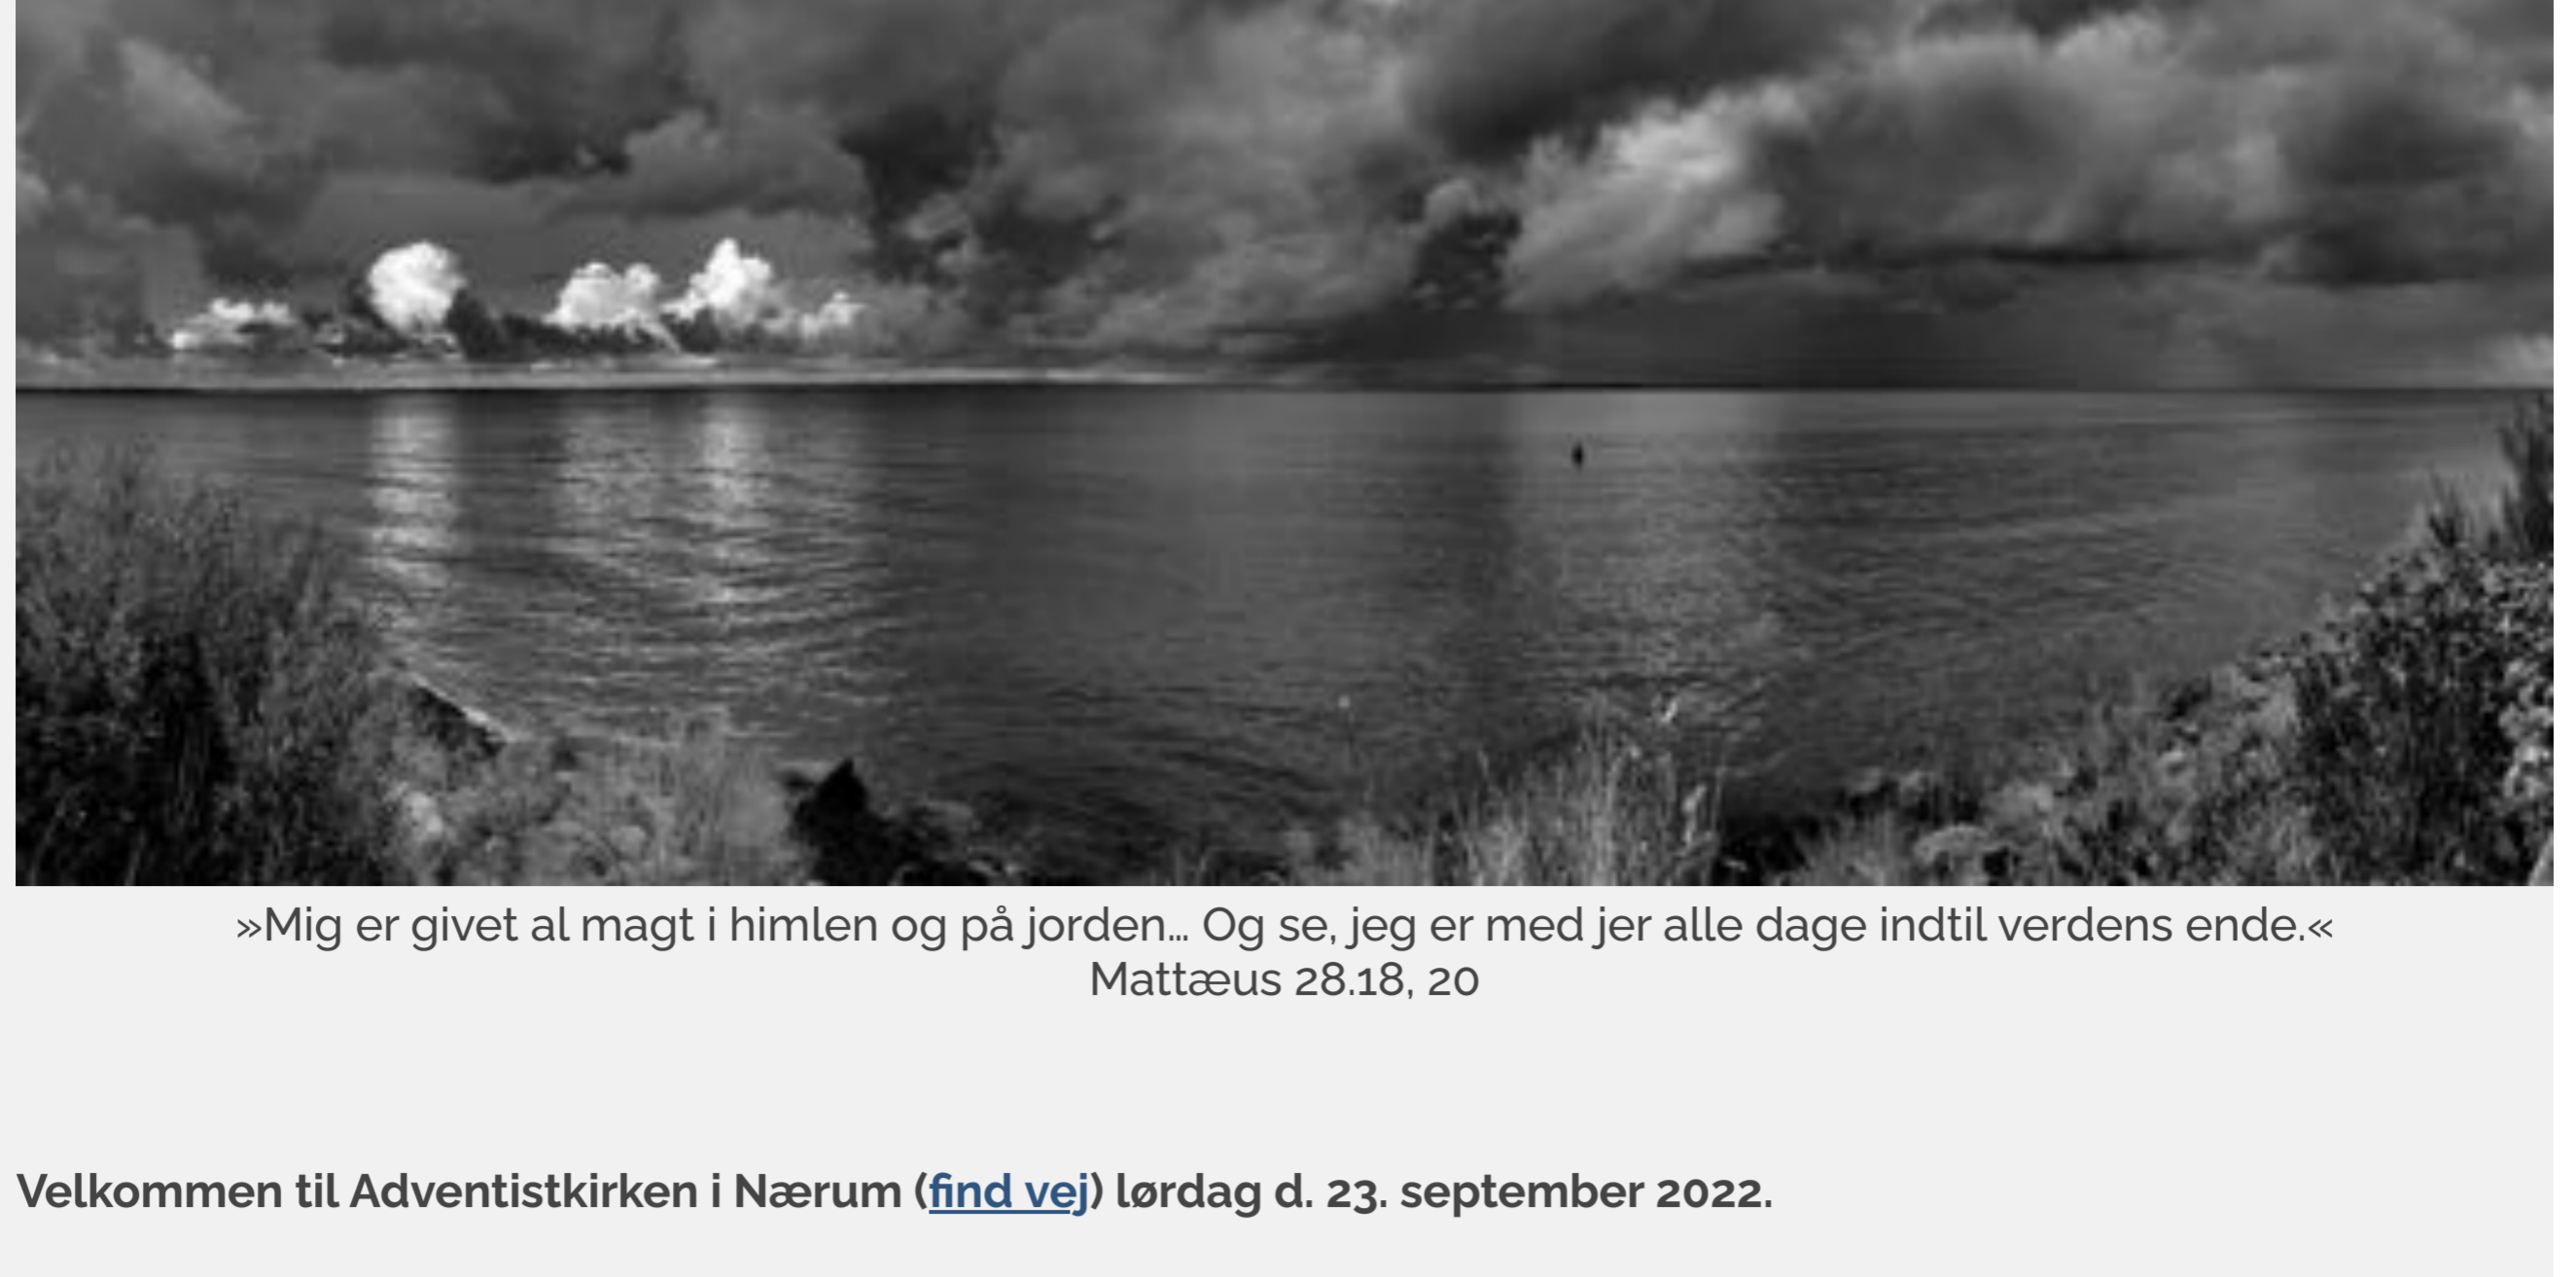 »Mig er givet al magt i himlen og på jorden… Og se, jeg er med jer alle dage indtil verdens ende.«
Mattæus 28.18, 20
Velkommen til Adventistkirken i Nærum (find vej) lørdag d. 23. september 2022.